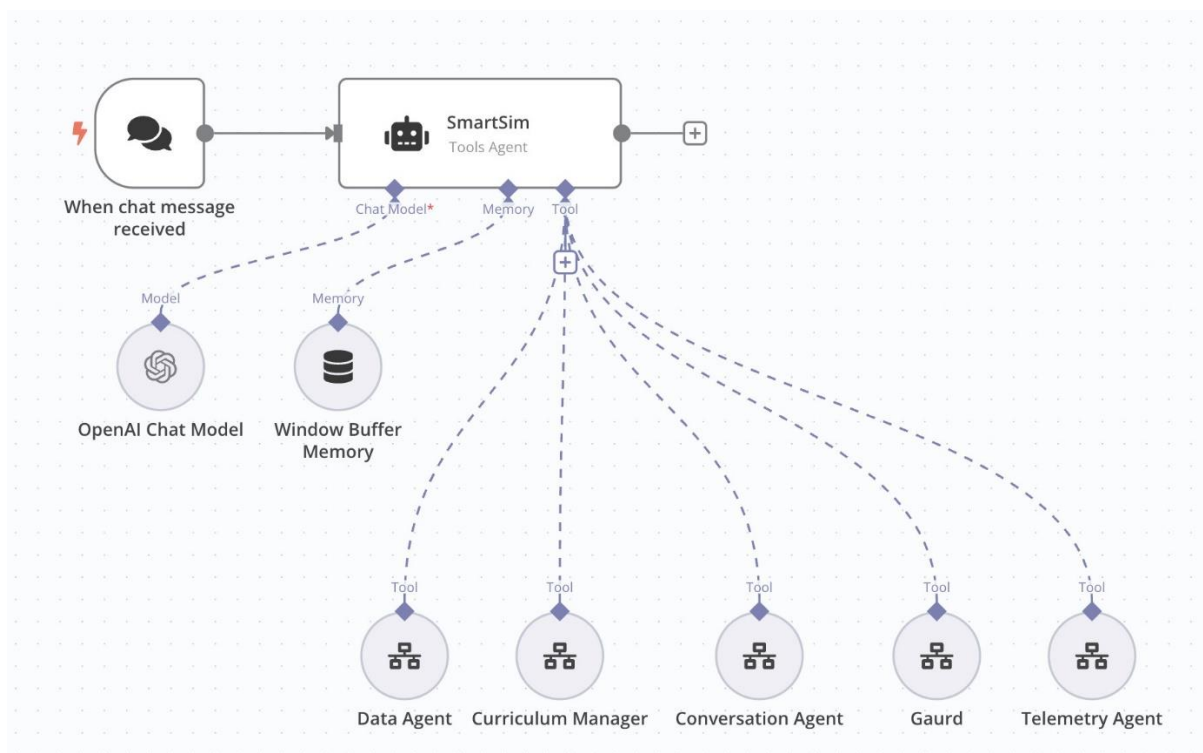 SmartSim
Tools Agent
When chat message
received
Chat Model*
Memory
Tool
Model
Memory
OpenAI Chat Model
Window Buffer
Memory
Tool
Tool
Tool
Tool
Tool
Data Agent
Curriculum Manager
Conversation Agent
Gaurd
Telemetry Agent